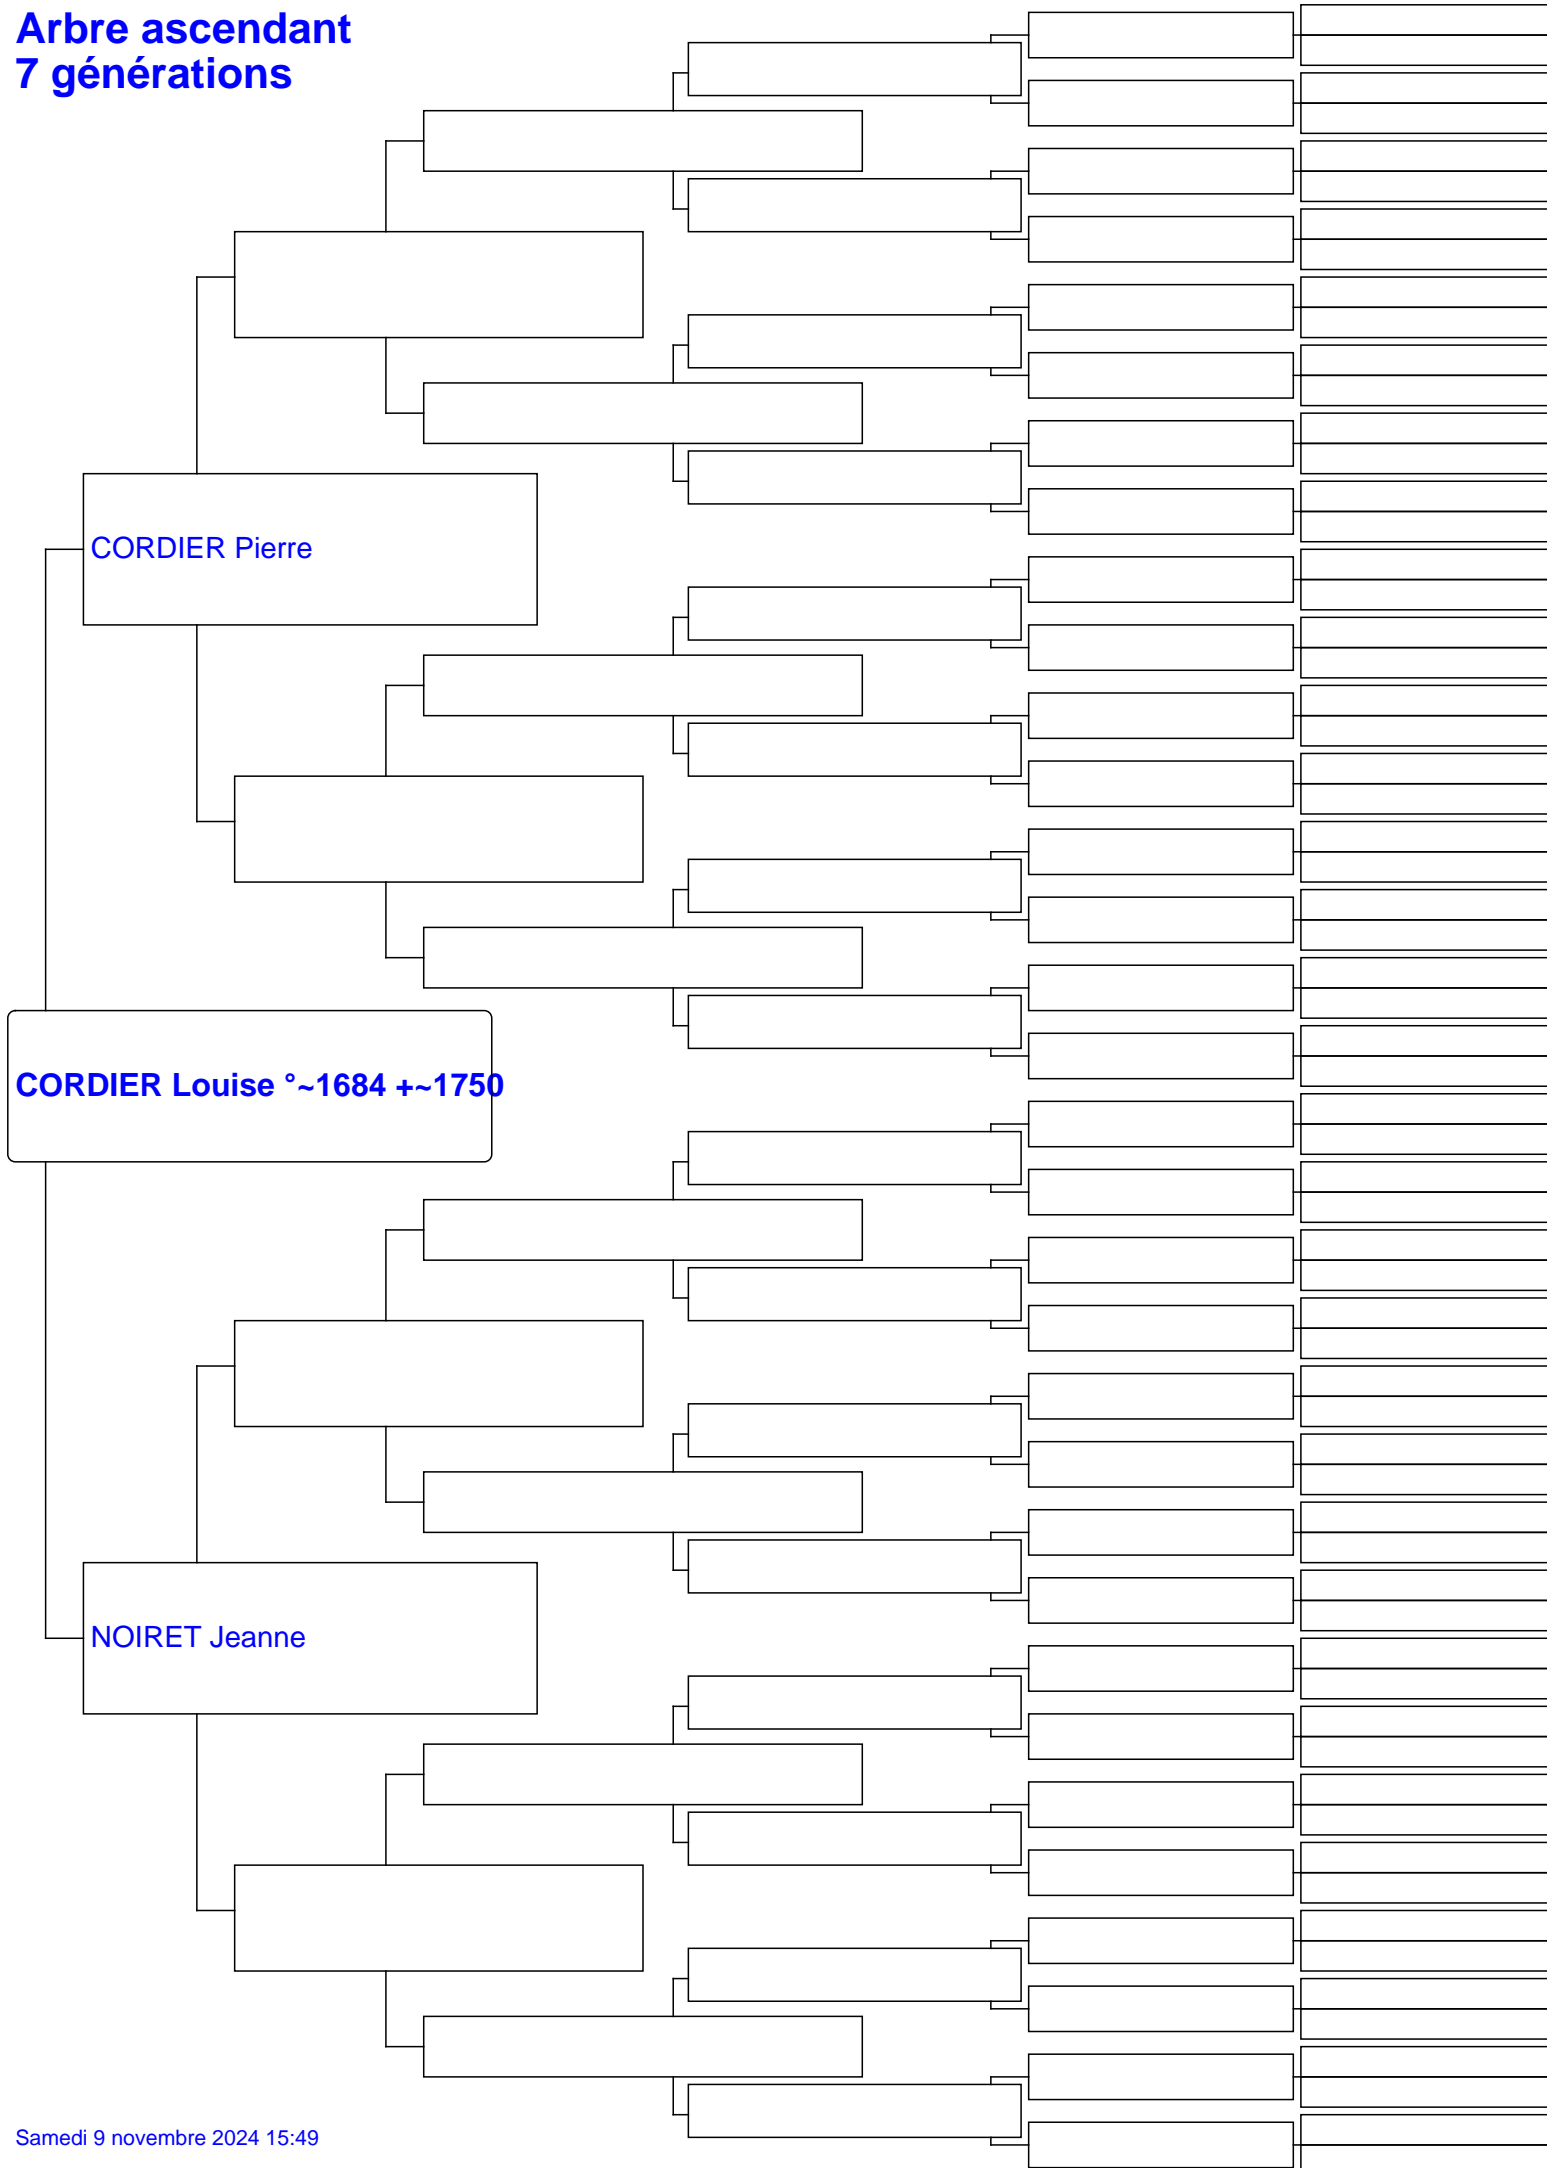 Arbre ascendant
7 générations
CORDIER Pierre
CORDIER Louise °~1684 +~1750
NOIRET Jeanne
Samedi 9 novembre 2024 15:49